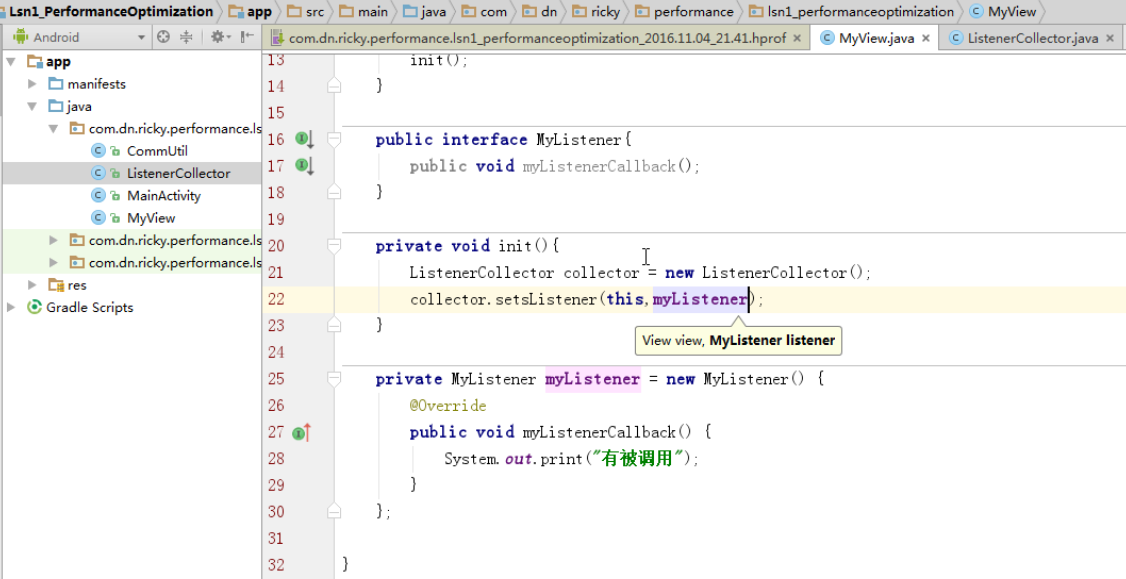 Lsn1_PerformanceOptimization app src main java com dn ricky performance lsn1_performanceoptimization MyView
Android com.dn.ricky.performance.lsn1_performanceoptimization_2016.11.04_21.41.hprof × MyView.java × ListenerCollector.java ×
app
manifests
java
com.dn.ricky.performance.ls
CommUtil
ListenerCollector
MainActivity
MyView
com.dn.ricky.performance.ls
com.dn.ricky.performance.ls
res
Gradle Scripts
13 init();
14 }
15
16 public interface MyListener{
17 public void myListenerCallback();
18 }
19
20 private void init(){
21 ListenerCollector collector = new ListenerCollector();
22 collector.setsListener(this,myListener);
23 }
View view, MyListener listener
24
25 private MyListener myListener = new MyListener() {
26 @Override
27 public void myListenerCallback() {
28 System.out.print("有被调用");
29 }
30 };
31
32 }